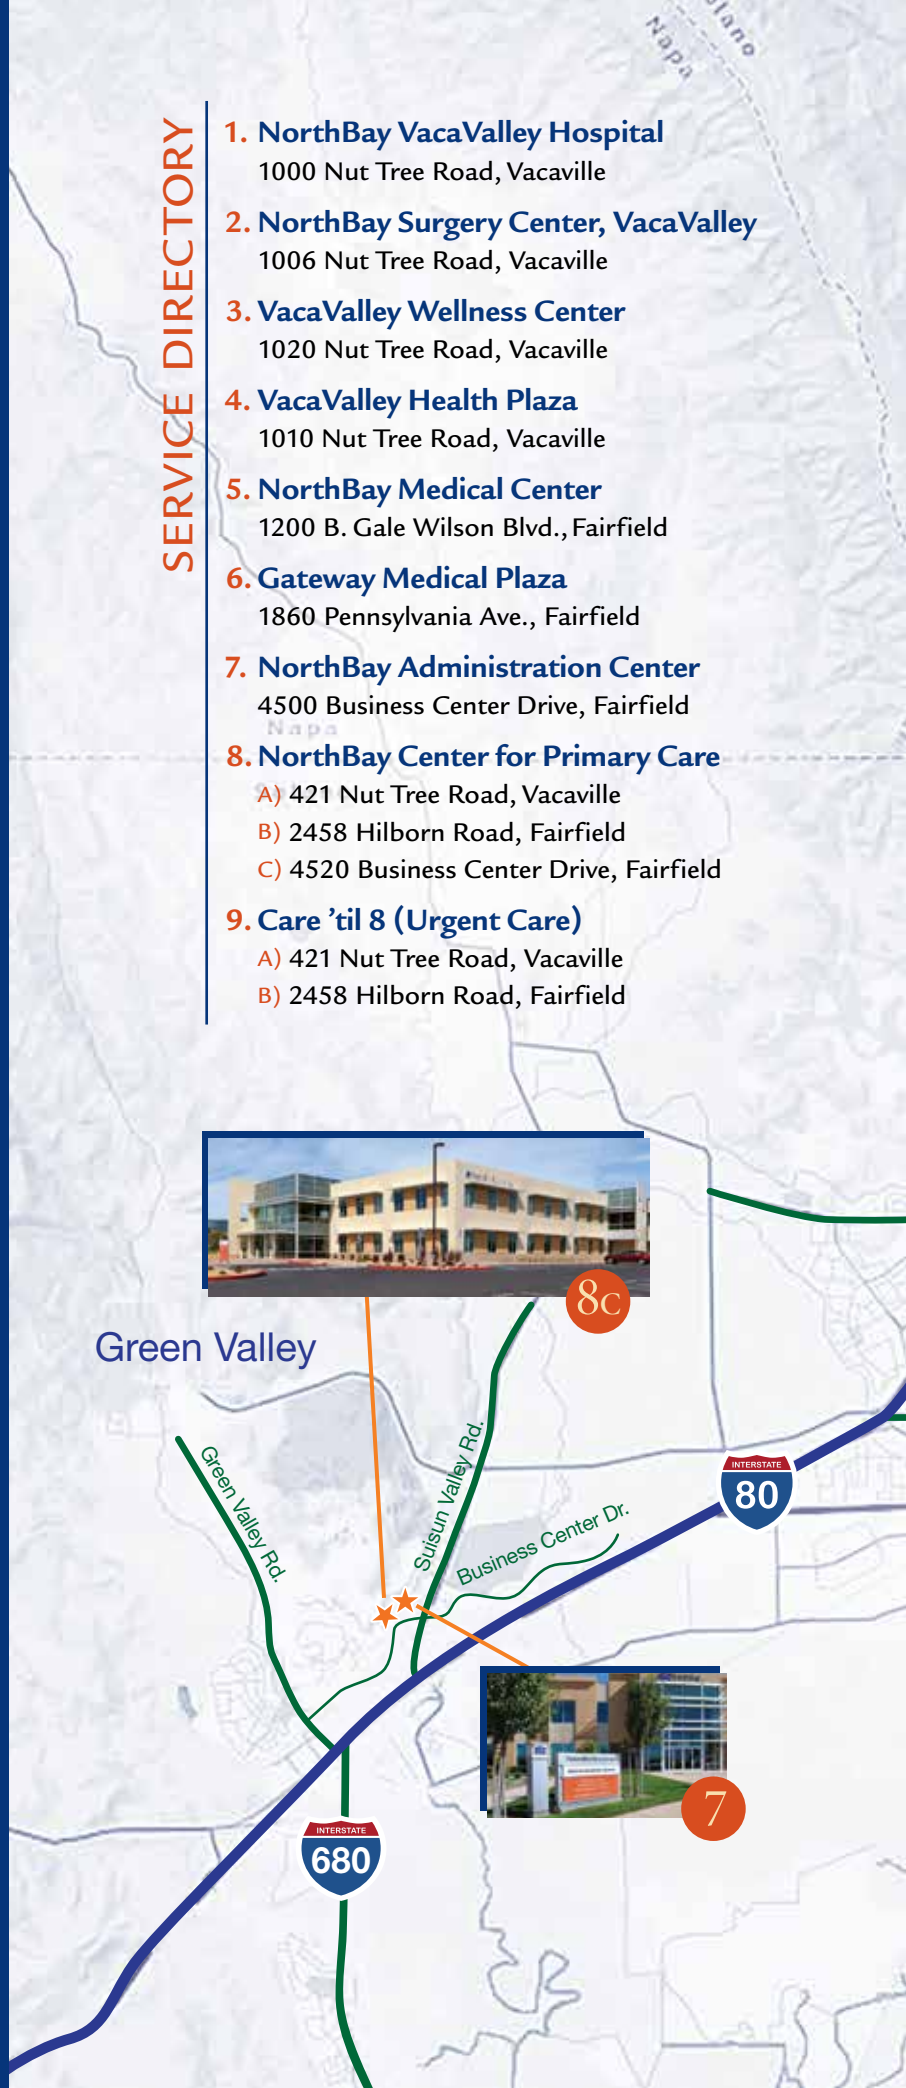 Solano
Napa
SERVICE DIRECTORY
1. NorthBay VacaValley Hospital
1000 Nut Tree Road, Vacaville
2. NorthBay Surgery Center, VacaValley
1006 Nut Tree Road, Vacaville
3. VacaValley Wellness Center
1020 Nut Tree Road, Vacaville
4. VacaValley Health Plaza
1010 Nut Tree Road, Vacaville
5. NorthBay Medical Center
1200 B. Gale Wilson Blvd., Fairfield
6. Gateway Medical Plaza
1860 Pennsylvania Ave., Fairfield
7. NorthBay Administration Center
4500 Business Center Drive, Fairfield
Napa
8. NorthBay Center for Primary Care
A) 421 Nut Tree Road, Vacaville
B) 2458 Hilborn Road, Fairfield
C) 4520 Business Center Drive, Fairfield
9. Care ’til 8 (Urgent Care)
A) 421 Nut Tree Road, Vacaville
B) 2458 Hilborn Road, Fairfield
8C
Green Valley
Green Valley Rd.
Suisun Valley Rd.
Business Center Dr.
INTERSTATE
80
7
INTERSTATE
680